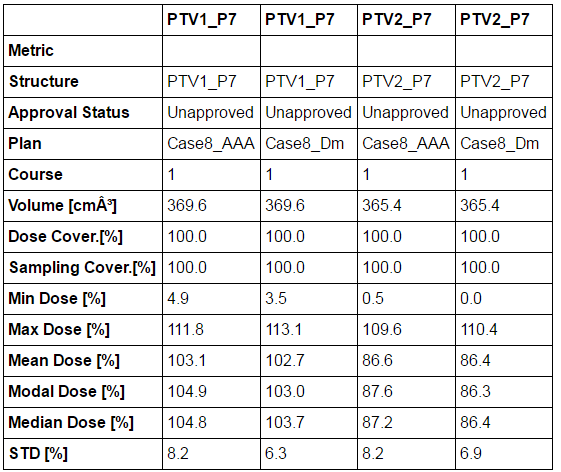 PTV1_P7 PTV1_P7 PTV2_P7 PTV2_P7
Metric
Structure PTV1_P7 PTV1_P7 PTV2_P7 PTV2_P7
Approval Status Unapproved Unapproved Unapproved Unapproved
Plan Case8_AAA Case8_Dm Case8_AAA Case8_Dm
Course 1 1 1 1
Volume [cmÂ³] 369.6 369.6 365.4 365.4
Dose Cover.[%] 100.0 100.0 100.0 100.0
Sampling Cover.[%] 100.0 100.0 100.0 100.0
Min Dose [%] 4.9 3.5 0.5 0.0
Max Dose [%] 111.8 113.1 109.6 110.4
Mean Dose [%] 103.1 102.7 86.6 86.4
Modal Dose [%] 104.9 103.0 87.6 86.3
Median Dose [%] 104.8 103.7 87.2 86.4
STD [%] 8.2 6.3 8.2 6.9